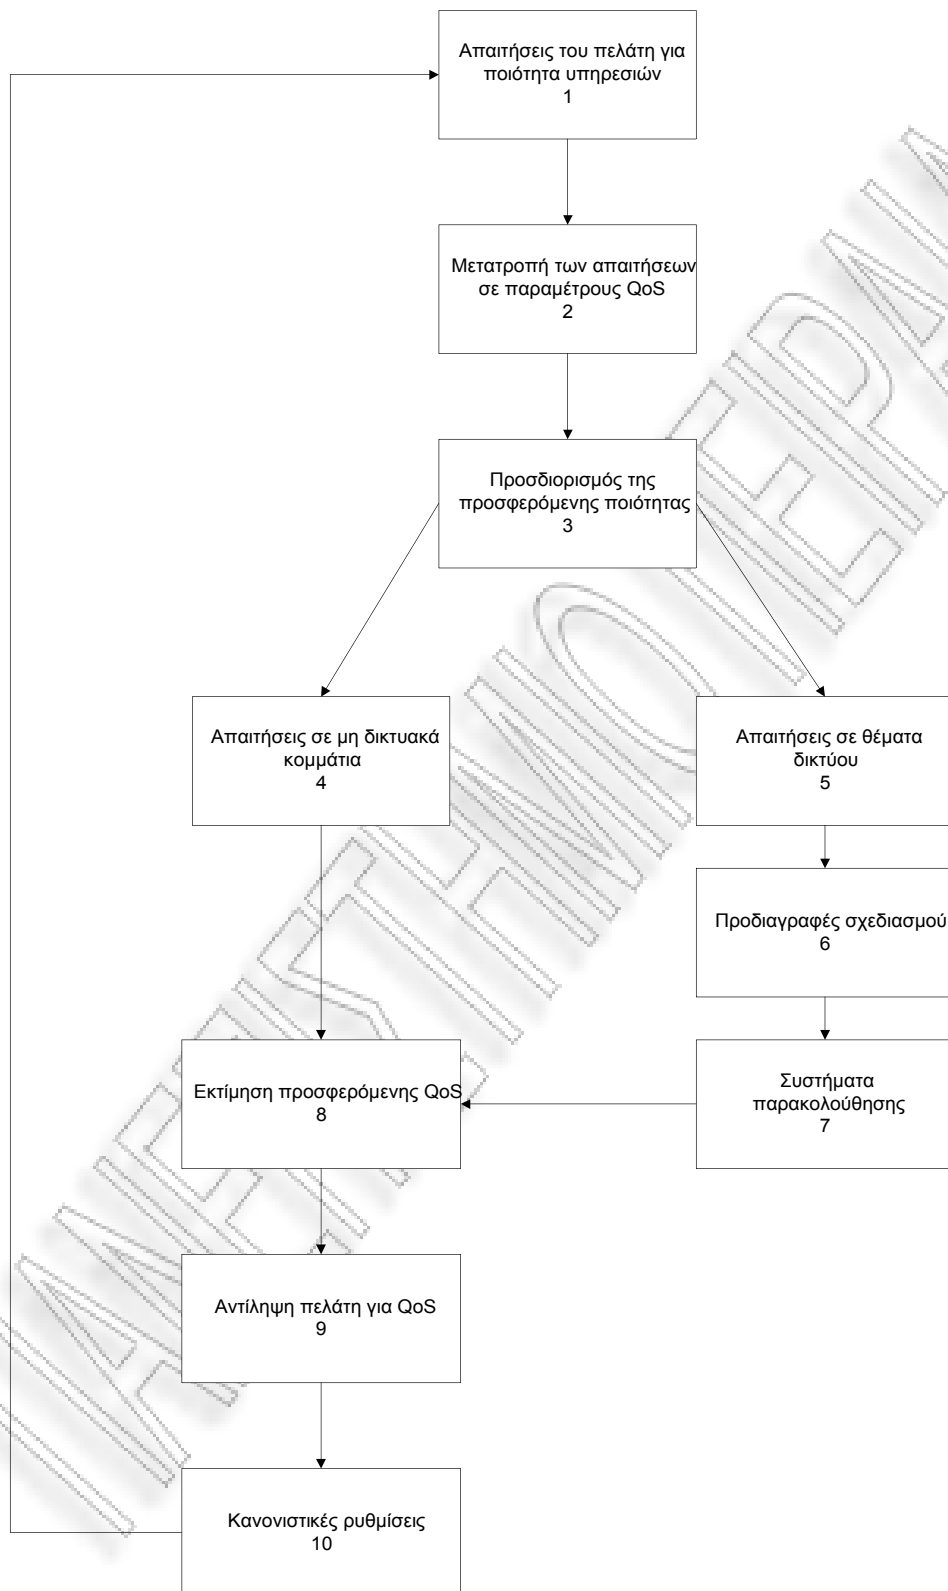 Απαιτήσεις του πελάτη για
ποιότητα υπηρεσιών
1
Μετατροπή των απαιτήσεων
σε παραμέτρους QoS
2
Προσδιορισμός της
προσφερόμενης ποιότητας
3
Απαιτήσεις σε μη δικτυακά
κομμάτια
4
Απαιτήσεις σε θέματα
δικτύου
5
Προδιαγραφές σχεδιασμού
6
Συστήματα
παρακολούθησης
7
Εκτίμηση προσφερόμενης QoS
8
Αντίληψη πελάτη για QoS
9
Κανονιστικές ρυθμίσεις
10